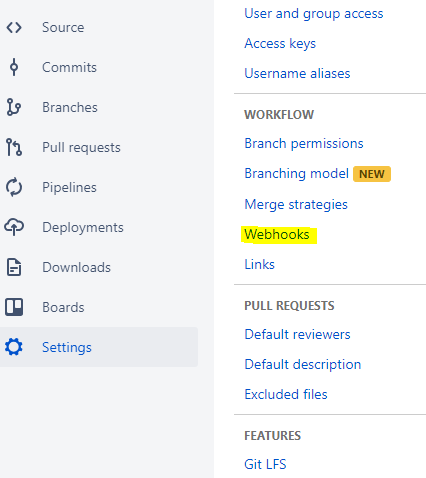 Source
Commits
Branches
Pull requests
Pipelines
Deployments
Downloads
Boards
Settings
User and group access
Access keys
Username aliases
WORKFLOW
Branch permissions
Branching model NEW
Merge strategies
Webhooks
Links
PULL REQUESTS
Default reviewers
Default description
Excluded files
FEATURES
Git LFS